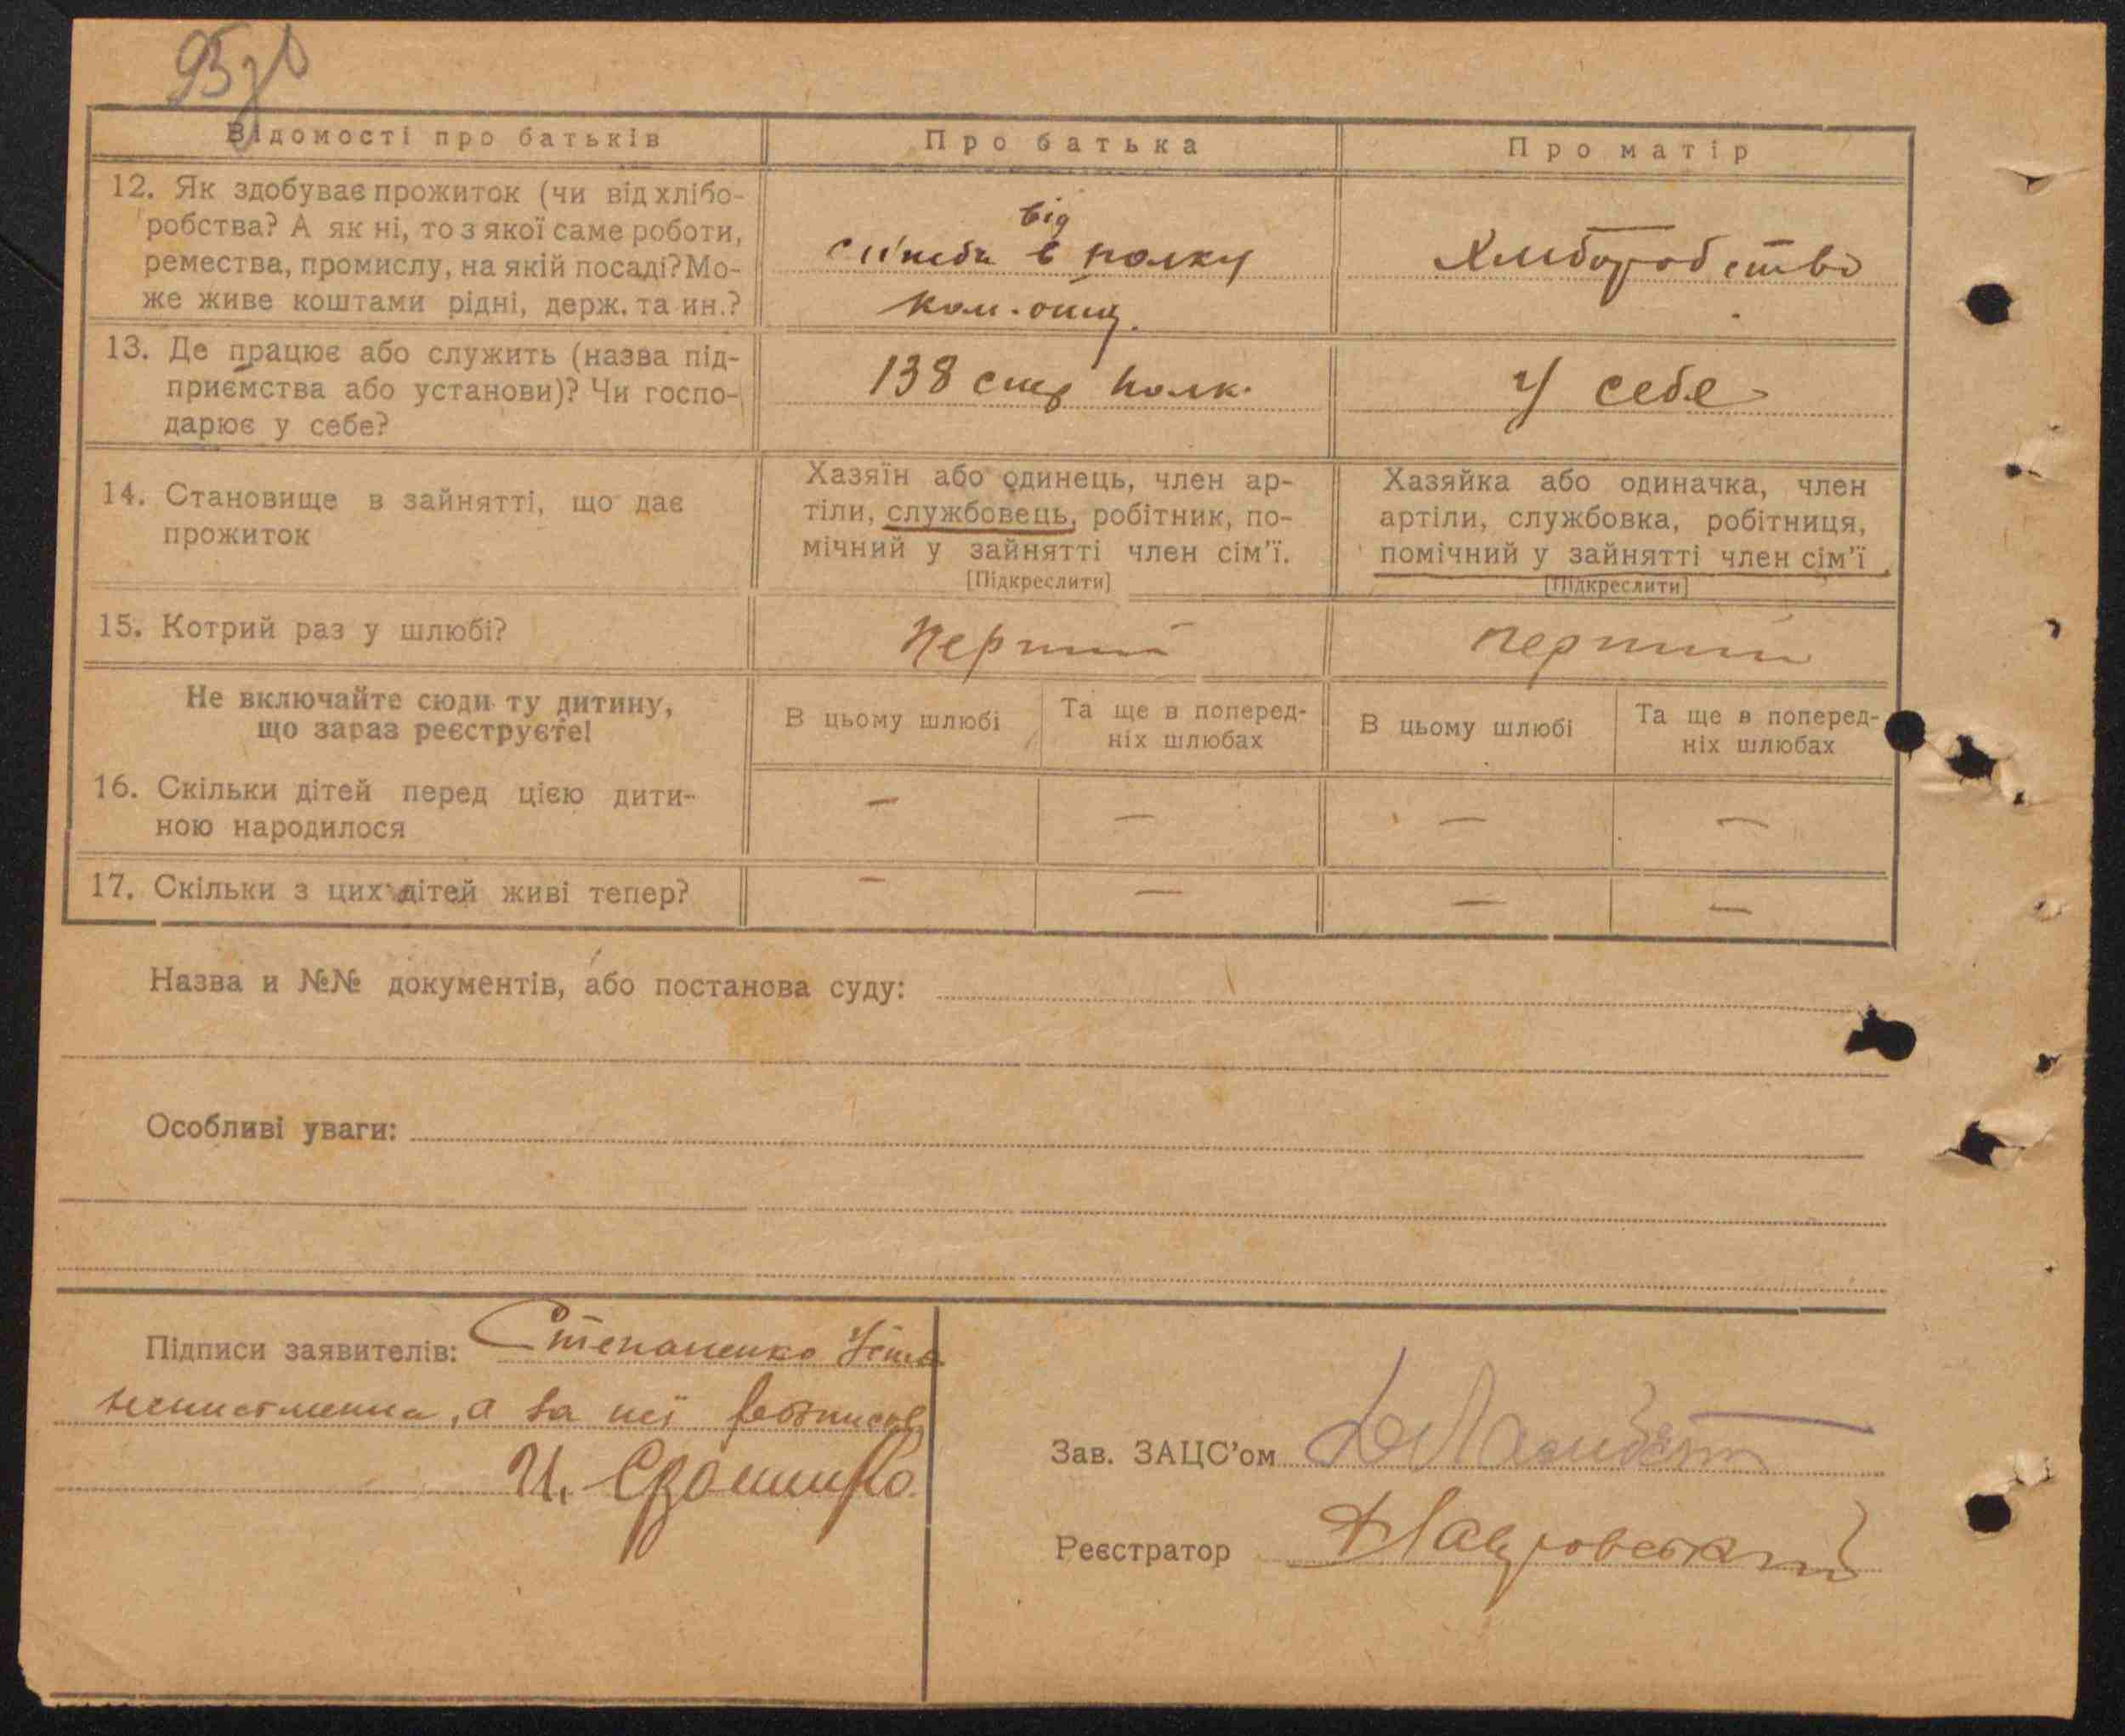 95
Відомості про батьків
Про батька
Про матір
12. Як здобуває прожиток (чи від хлібо-
робства? А як ні, то з якої саме роботи,
ремества, промислу, на якій посаді? Мо-
же живе коштами рідні, держ. та ин.?
від
служби в полку
ком.
Хліборобство
13. Де працює або служить (назва під-
приємства або установи)? Чи госпо-
дарює у себе?
138 стр полк.
У себе
14. Становище в зайнятті, що дає
прожиток
Хазяїн або одинець, член ар-
тіли, службовець, робітник, по-
мічний у зайнятті член сім'ї.
[Підкреслити]
Хазяйка або одиначка, член
артіли, службовка, робітниця,
помічний у зайнятті член сім'ї
[Підкреслити]
15. Котрий раз у шлюбі?
Перший
перший
Не включайте сюди ту дитину,
що зараз реєструєте!
В цьому шлюбі
Та ще в поперед-
ніх шлюбах
В цьому шлюбі
Та ще в поперед-
ніх шлюбах
16. Скільки дітей перед цією дити-
ною народилося
— — — —
17. Скільки з цих дітей живі тепер?
— — — —
Назва и №№ документів, або постанова суду:
Особливі уваги:
Підписи заявителів: Степаненко
неписьменна, а за неї
И.
Зав. ЗАЦС'ом
Реєстратор